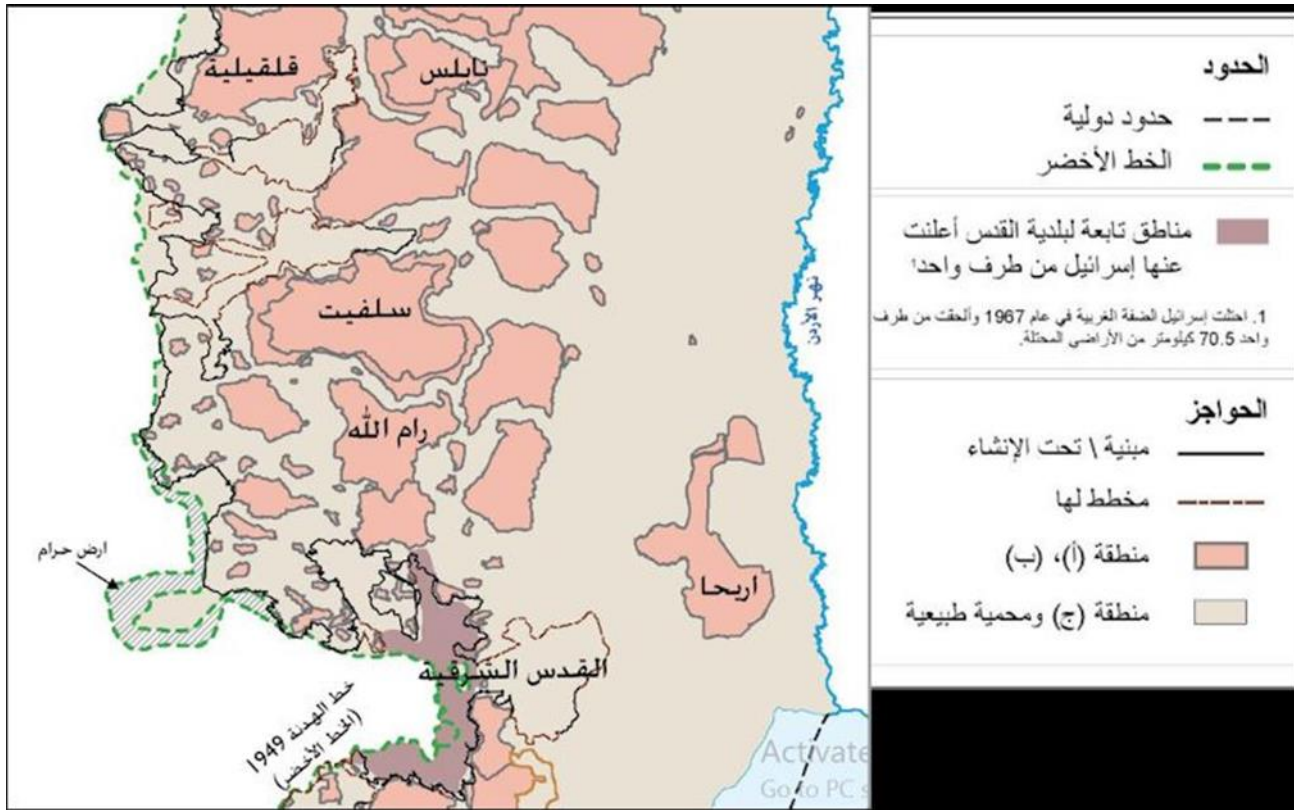 قلقيلية
نابلس
سلفيت
رام الله
نهر الأردن
ارض حرام
اريحا
القدس الشرقية
خط الهدنة 1949
(الخط الأخضر)
Activate
Go to PC s
الحدود
حدود دولية
الخط الأخضر
مناطق تابعة لبلدية القدس أعلنت
عنها إسرائيل من طرف واحد¹
1. احتلت إسرائيل الضفة الغربية في عام 1967 وألحقت من طرف
واحد 70.5 كيلومتر من الأراضي المحتلة.
الحواجز
مبنية \ تحت الإنشاء
مخطط لها
منطقة (أ)، (ب)
منطقة (ج) ومحمية طبيعية